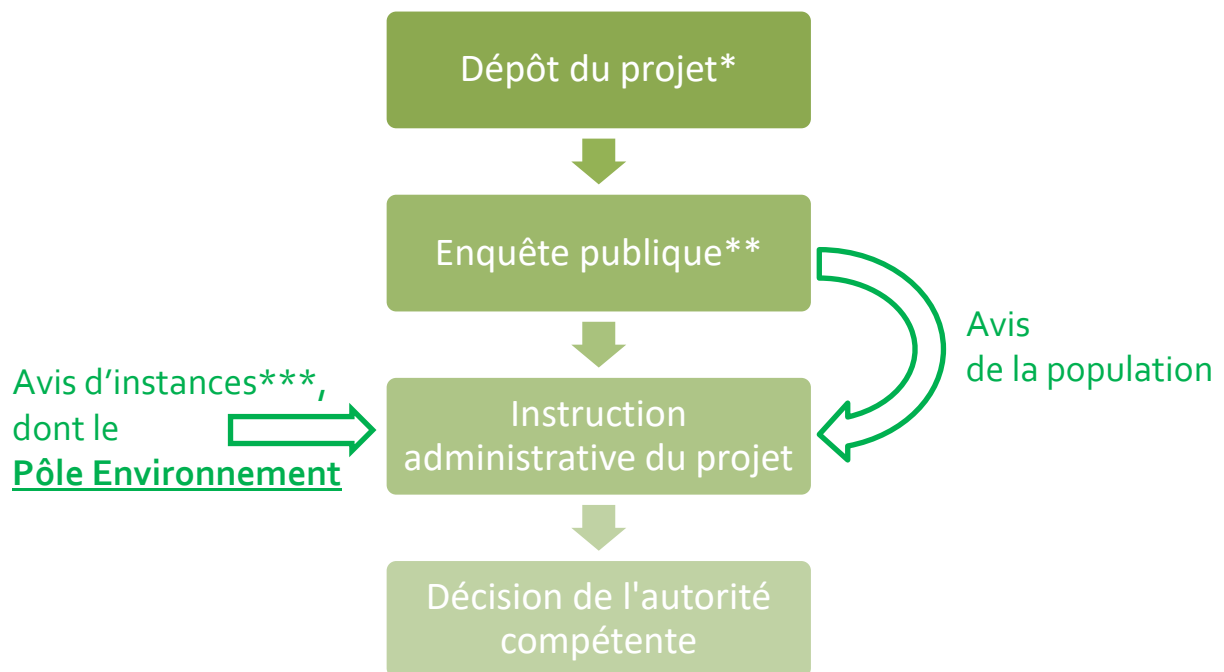 Dépôt du projet*
Enquête publique**
Avis
de la population
Avis d'instances***,
dont le
Pôle Environnement
Instruction
administrative du projet
Décision de l'autorité
compétente